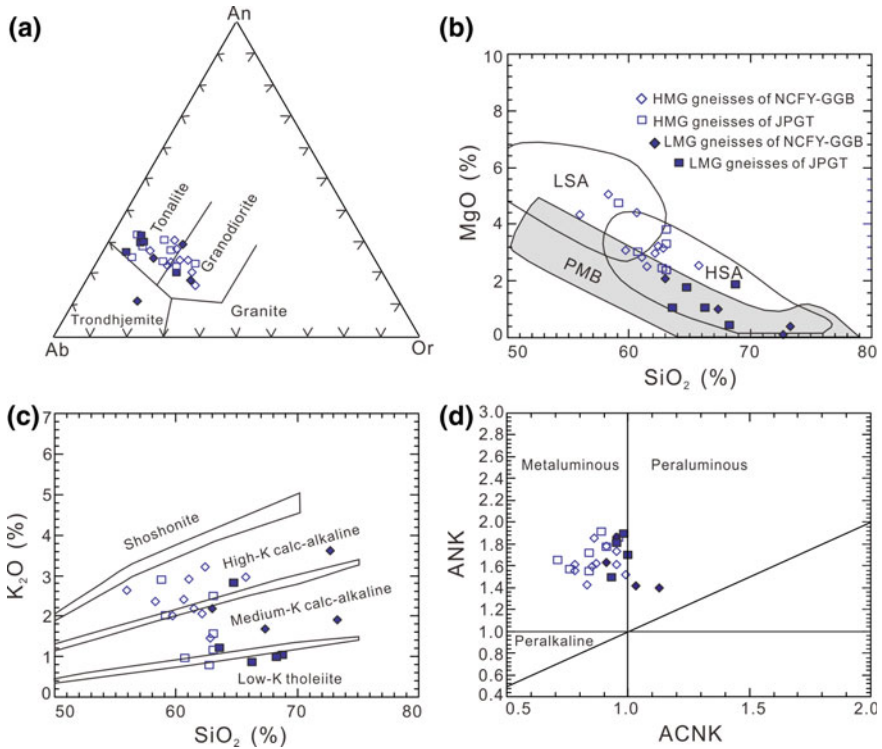 (a)
An
Tonalite
Granodiorite
Trondhjemite
Granite
Ab
Or
(b)
10
8
6
4
2
0
MgO (%)
HMG gneisses of NCFY-GGB
HMG gneisses of JPGT
LMG gneisses of NCFY-GGB
LMG gneisses of JPGT
LSA
HSA
PMB
50
60
70
80
SiO2 (%)
(c)
7
6
5
4
3
2
1
0
K2O (%)
Shoshonite
High-K calc-alkaline
Medium-K calc-alkaline
Low-K tholeiite
50
60
70
80
SiO2 (%)
(d)
3.0
2.8
2.6
2.4
2.2
2.0
1.8
1.6
1.4
1.2
1.0
0.8
0.6
0.4
ANK
Metaluminous
Peraluminous
Peralkaline
0.5
1.0
1.5
2.0
ACNK